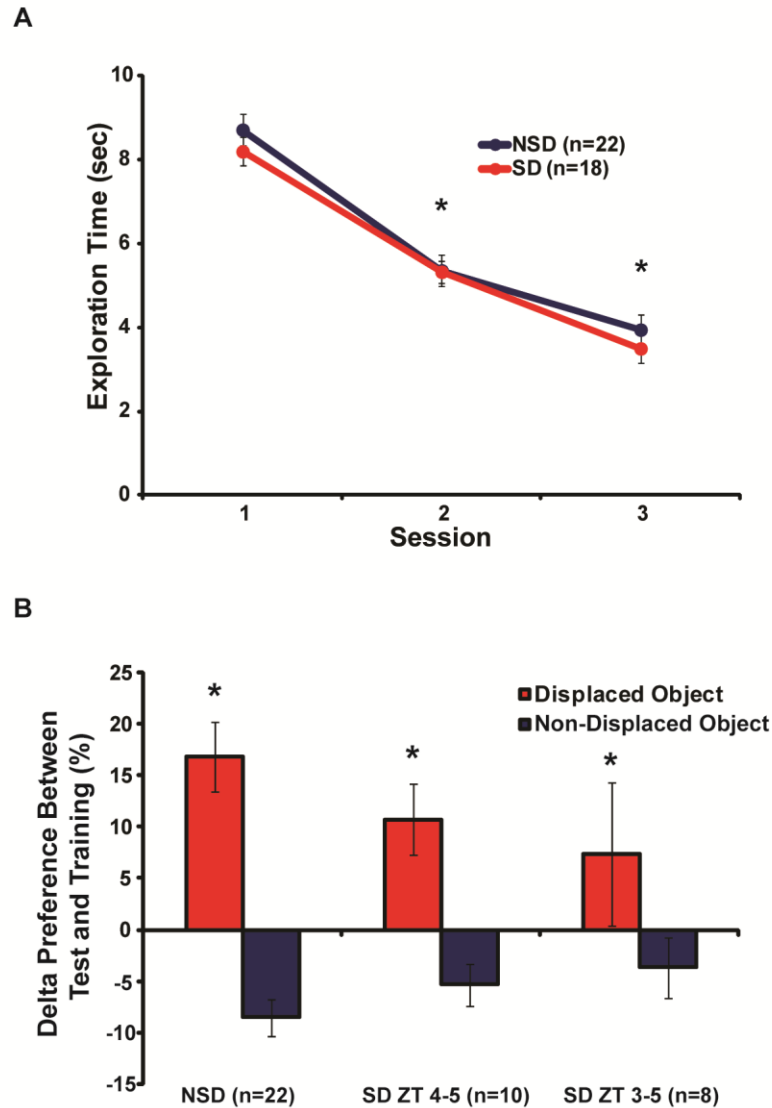 A
10
8
6
4
2
0
Exploration Time (sec)
NSD (n=22)
SD (n=18)
*
*
1 2 3
Session
B
25
20
15
10
5
0
-5
-10
-15
Delta Preference Between
Test and Training (%)
Displaced Object
Non-Displaced Object
*
*
*
NSD (n=22) SD ZT 4-5 (n=10) SD ZT 3-5 (n=8)